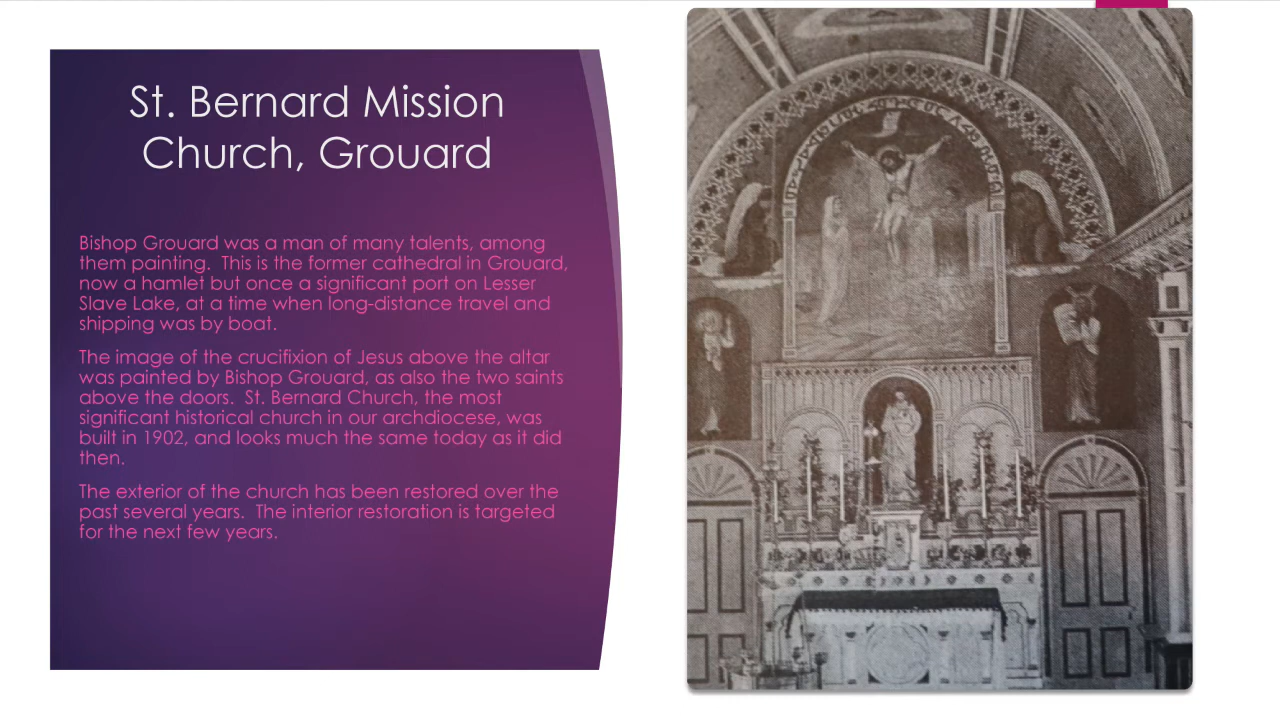 St. Bernard Mission
Church, Grouard
Bishop Grouard was a man of many talents, among
them painting.  This is the former cathedral in Grouard,
now a hamlet but once a significant port on Lesser
Slave Lake, at a time when long-distance travel and
shipping was by boat.
The image of the crucifixion of Jesus above the altar
was painted by Bishop Grouard, as also the two saints
above the doors.  St. Bernard Church, the most
significant historical church in our archdiocese, was
built in 1902, and looks much the same today as it did
then.
The exterior of the church has been restored over the
past several years.  The interior restoration is targeted
for the next few years.